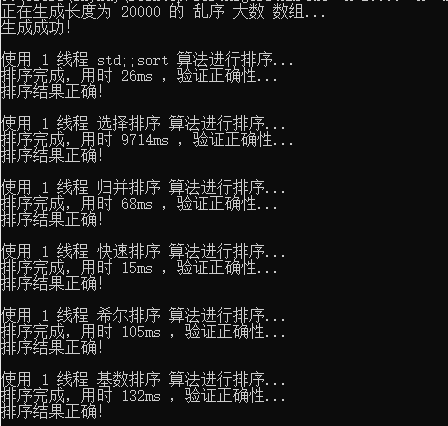 正在生成长度为 20000 的 乱序 大数 数组...
生成成功!
使用 1 线程 std;;sort 算法进行排序...
排序完成，用时 26ms ，验证正确性...
排序结果正确!
使用 1 线程 选择排序 算法进行排序...
排序完成，用时 9714ms ，验证正确性...
排序结果正确!
使用 1 线程 归并排序 算法进行排序...
排序完成，用时 68ms ，验证正确性...
排序结果正确!
使用 1 线程 快速排序 算法进行排序...
排序完成，用时 15ms ，验证正确性...
排序结果正确!
使用 1 线程 希尔排序 算法进行排序...
排序完成，用时 105ms ，验证正确性...
排序结果正确!
使用 1 线程 基数排序 算法进行排序...
排序完成，用时 132ms ，验证正确性...
排序结果正确!